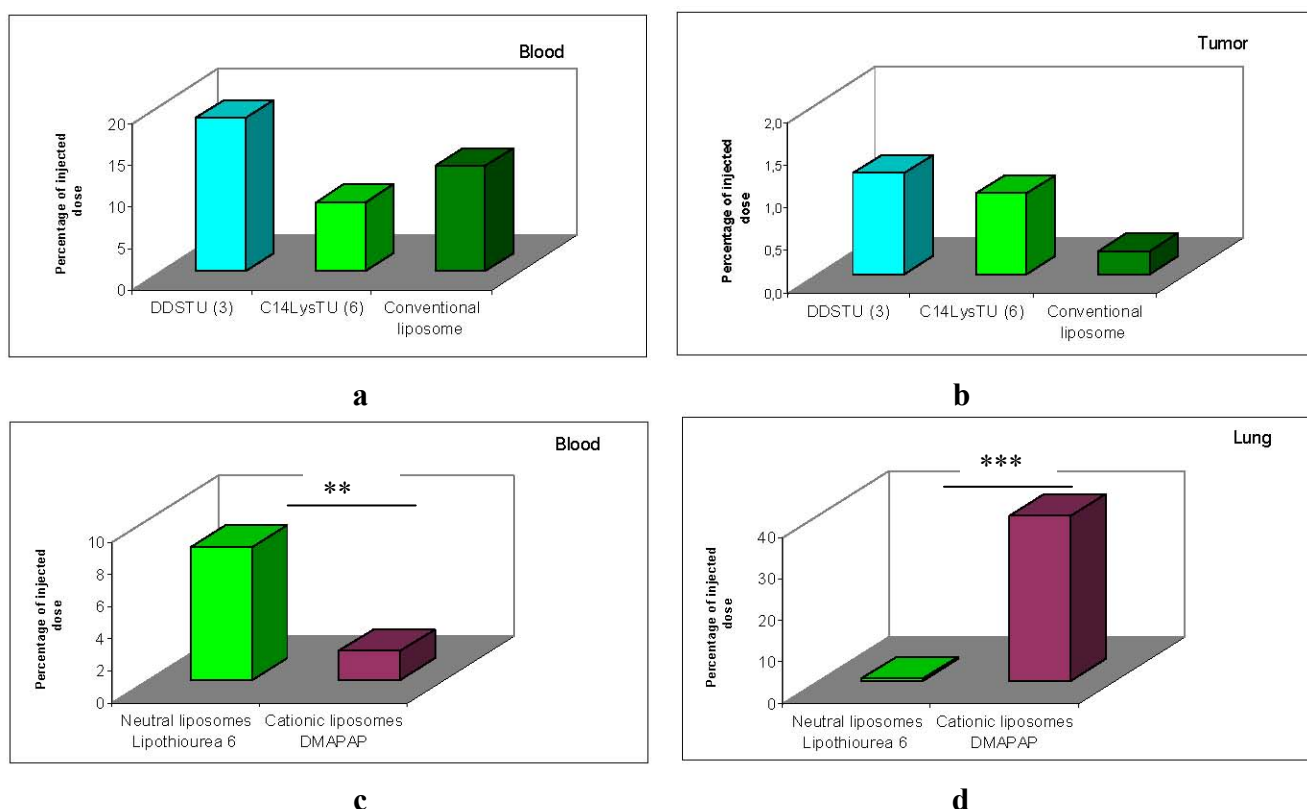 Blood
Percentage of injected
dose
20
15
10
5
0
DDSTU (3)
C14LysTU (6)
Conventional
liposome
a
Tumor
Percentage of injected
dose
2,0
1,5
1,0
0,5
0,0
DDSTU (3)
C14LysTU (6)
Conventional
liposome
b
Blood
**
Percentage of injected
dose
10
8
6
4
2
0
Neutral liposomes
Lipothiourea 6
Cationic liposomes
DMAPAP
c
Lung
***
Percentage of injected
dose
40
30
20
10
0
Neutral liposomes
Lipothiourea 6
Cationic liposomes
DMAPAP
d